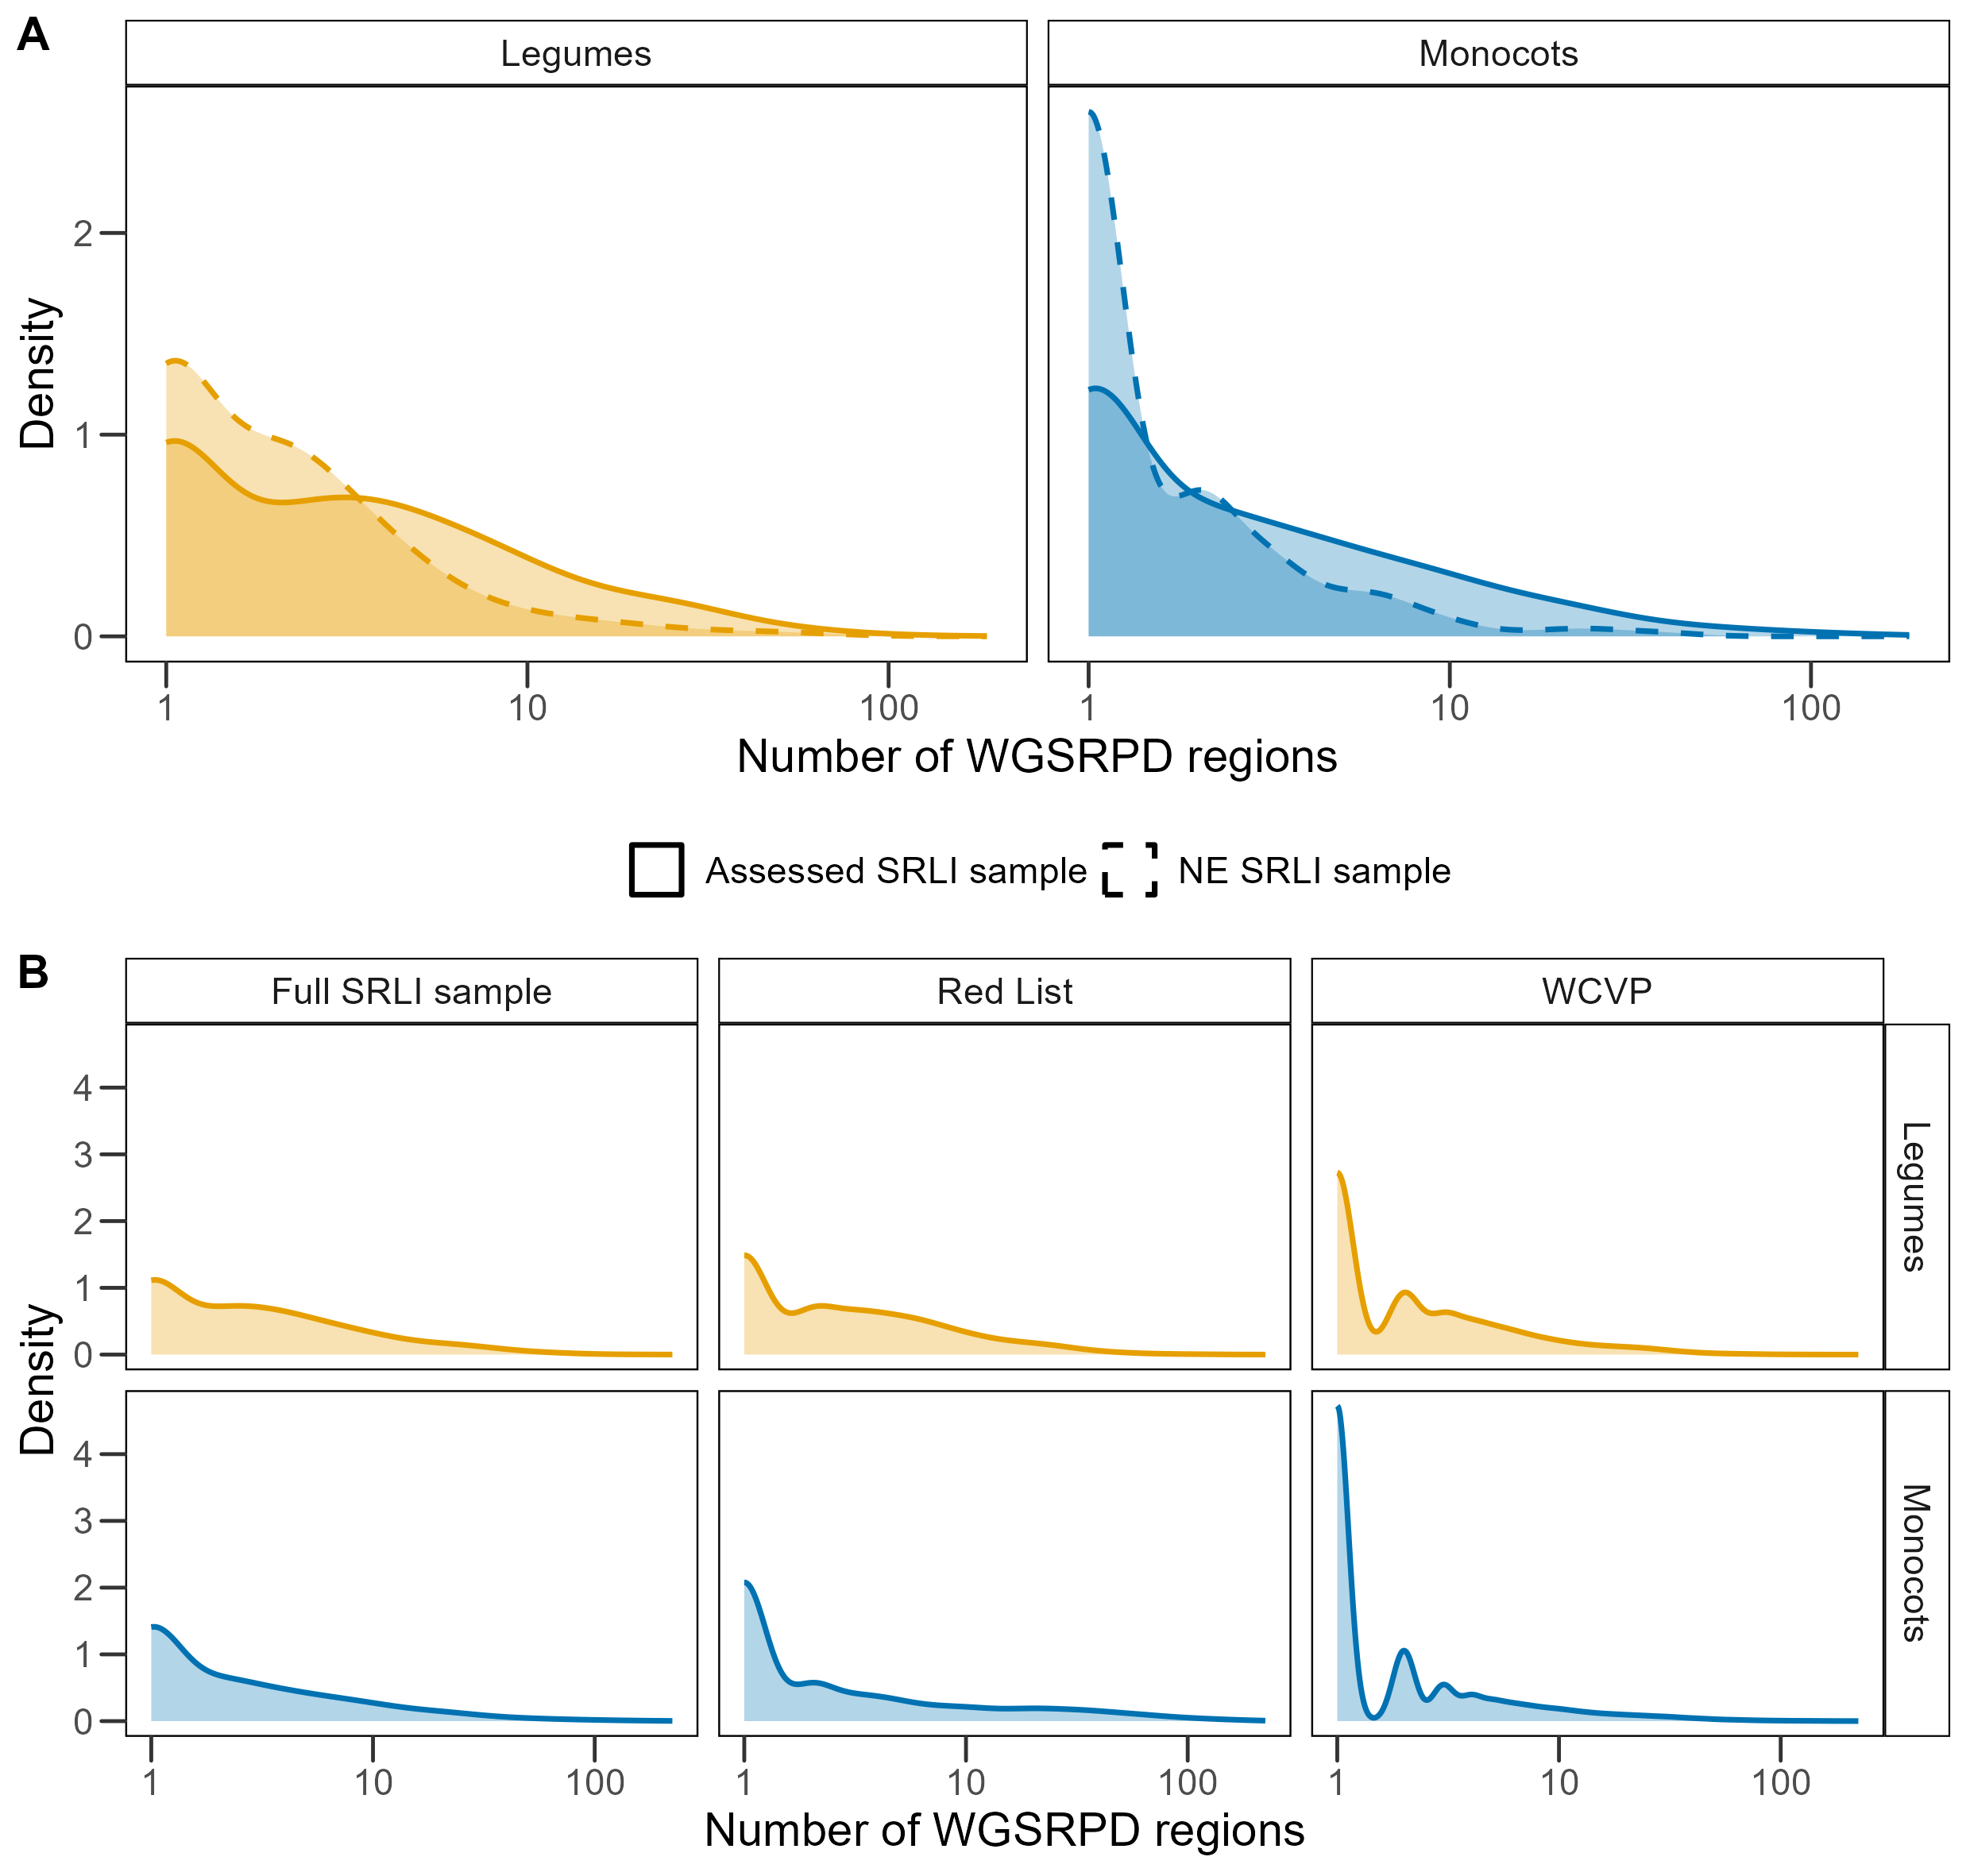 A
Legumes
Monocots
Density
2
1
0
1
10
100
1
10
100
Number of WGSRPD regions
Assessed SRLI sample
NE SRLI sample
B
Full SRLI sample
Red List
WCVP
Density
4
3
2
1
0
Legumes
4
3
2
1
0
Monocots
1
10
100
1
10
100
1
10
100
Number of WGSRPD regions